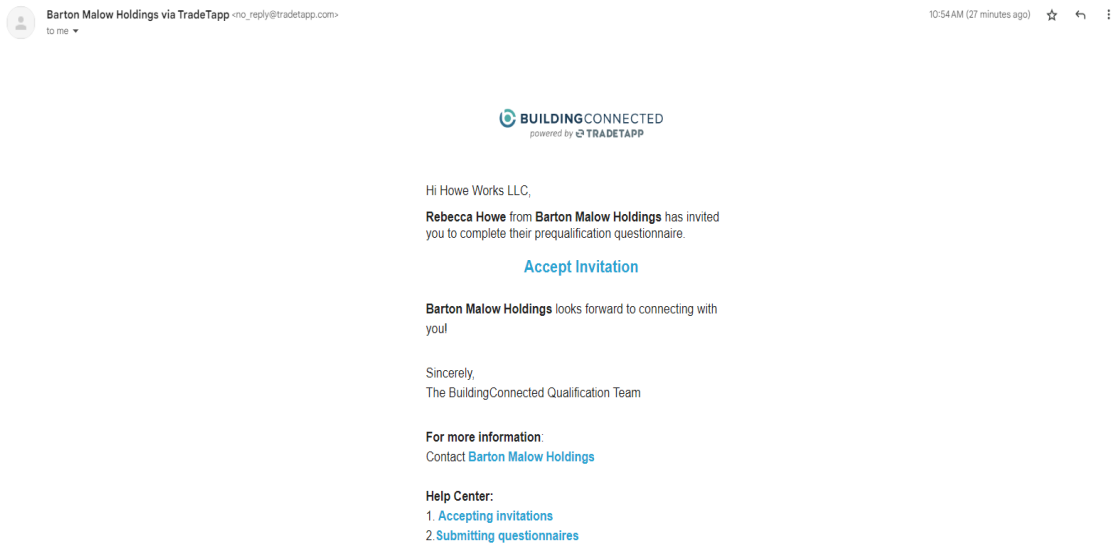 Barton Malow Holdings via TradeTapp <no_reply@tradetapp.com>
10:54 AM (27 minutes ago)
to me
BUILDINGCONNECTED
powered by TRADETAPP
Hi Howe Works LLC,
Rebecca Howe from Barton Malow Holdings has invited
you to complete their prequalification questionnaire.
Accept Invitation
Barton Malow Holdings looks forward to connecting with
you!
Sincerely,
The BuildingConnected Qualification Team
For more information:
Contact Barton Malow Holdings
Help Center:
1. Accepting invitations
2. Submitting questionnaires